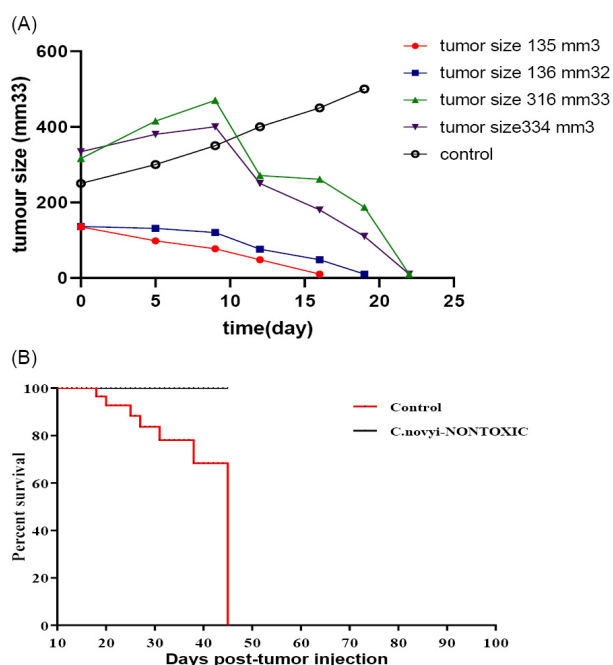 (A)
tumour size (mm33)
600
400
200
0
0 5 10 15 20 25
time(day)
tumor size 135 mm3
tumor size 136 mm32
tumor size 316 mm33
tumor size334 mm3
control
(B)
Percent survival
100
80
60
40
20
0
10 20 30 40 50 60 70 80 90 100
Days post-tumor injection
Control
C.novyi-NONTOXIC